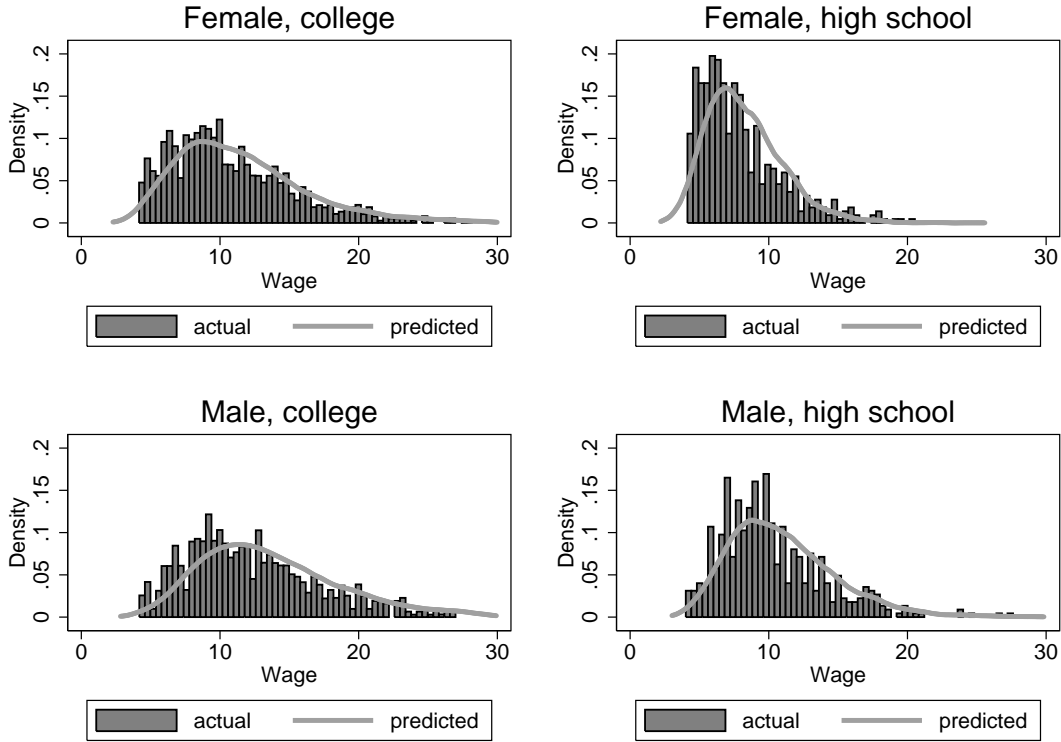 Female, college
Density
0 .05 .1 .15 .2
0 10 20 30
Wage
actual predicted
Female, high school
Density
0 .05 .1 .15 .2
0 10 20 30
Wage
actual predicted
Male, college
Density
0 .05 .1 .15 .2
0 10 20 30
Wage
actual predicted
Male, high school
Density
0 .05 .1 .15 .2
0 10 20 30
Wage
actual predicted